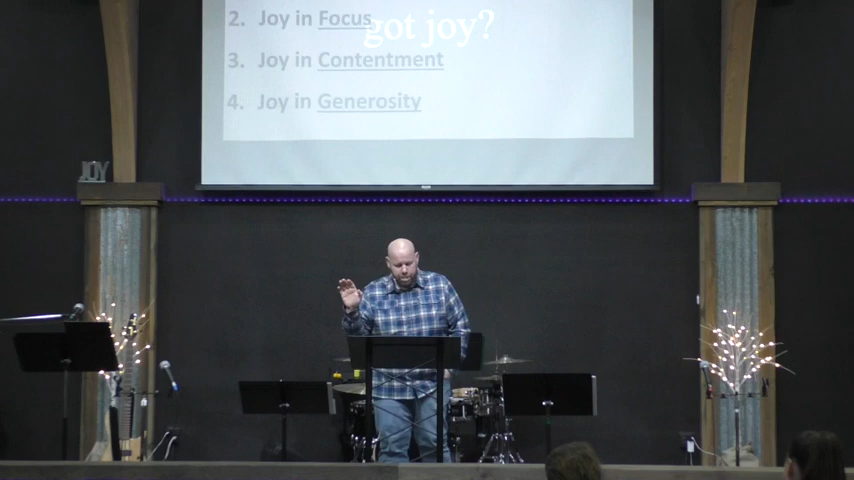 got joy?
2. Joy in Focus
3. Joy in Contentment
4. Joy in Generosity
JOY